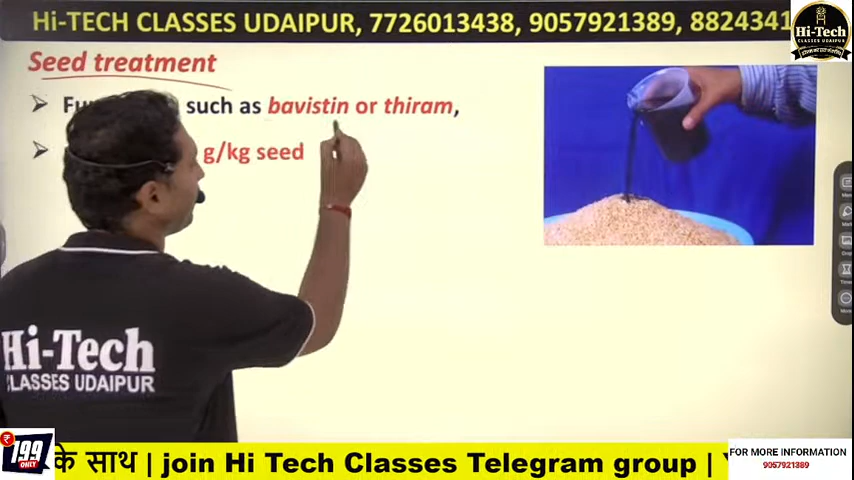 Hi-TECH CLASSES UDAIPUR, 7726013438, 9057921389, 8824341
Hi-Tech
CLASSES UDAIPUR
Seed treatment
such as bavistin or thiram,
g/kg seed
Hi-Tech
CLASSES UDAIPUR
₹ 199 ONLY
के साथ | join Hi Tech Classes Telegram group |
FOR MORE INFORMATION
9057921389